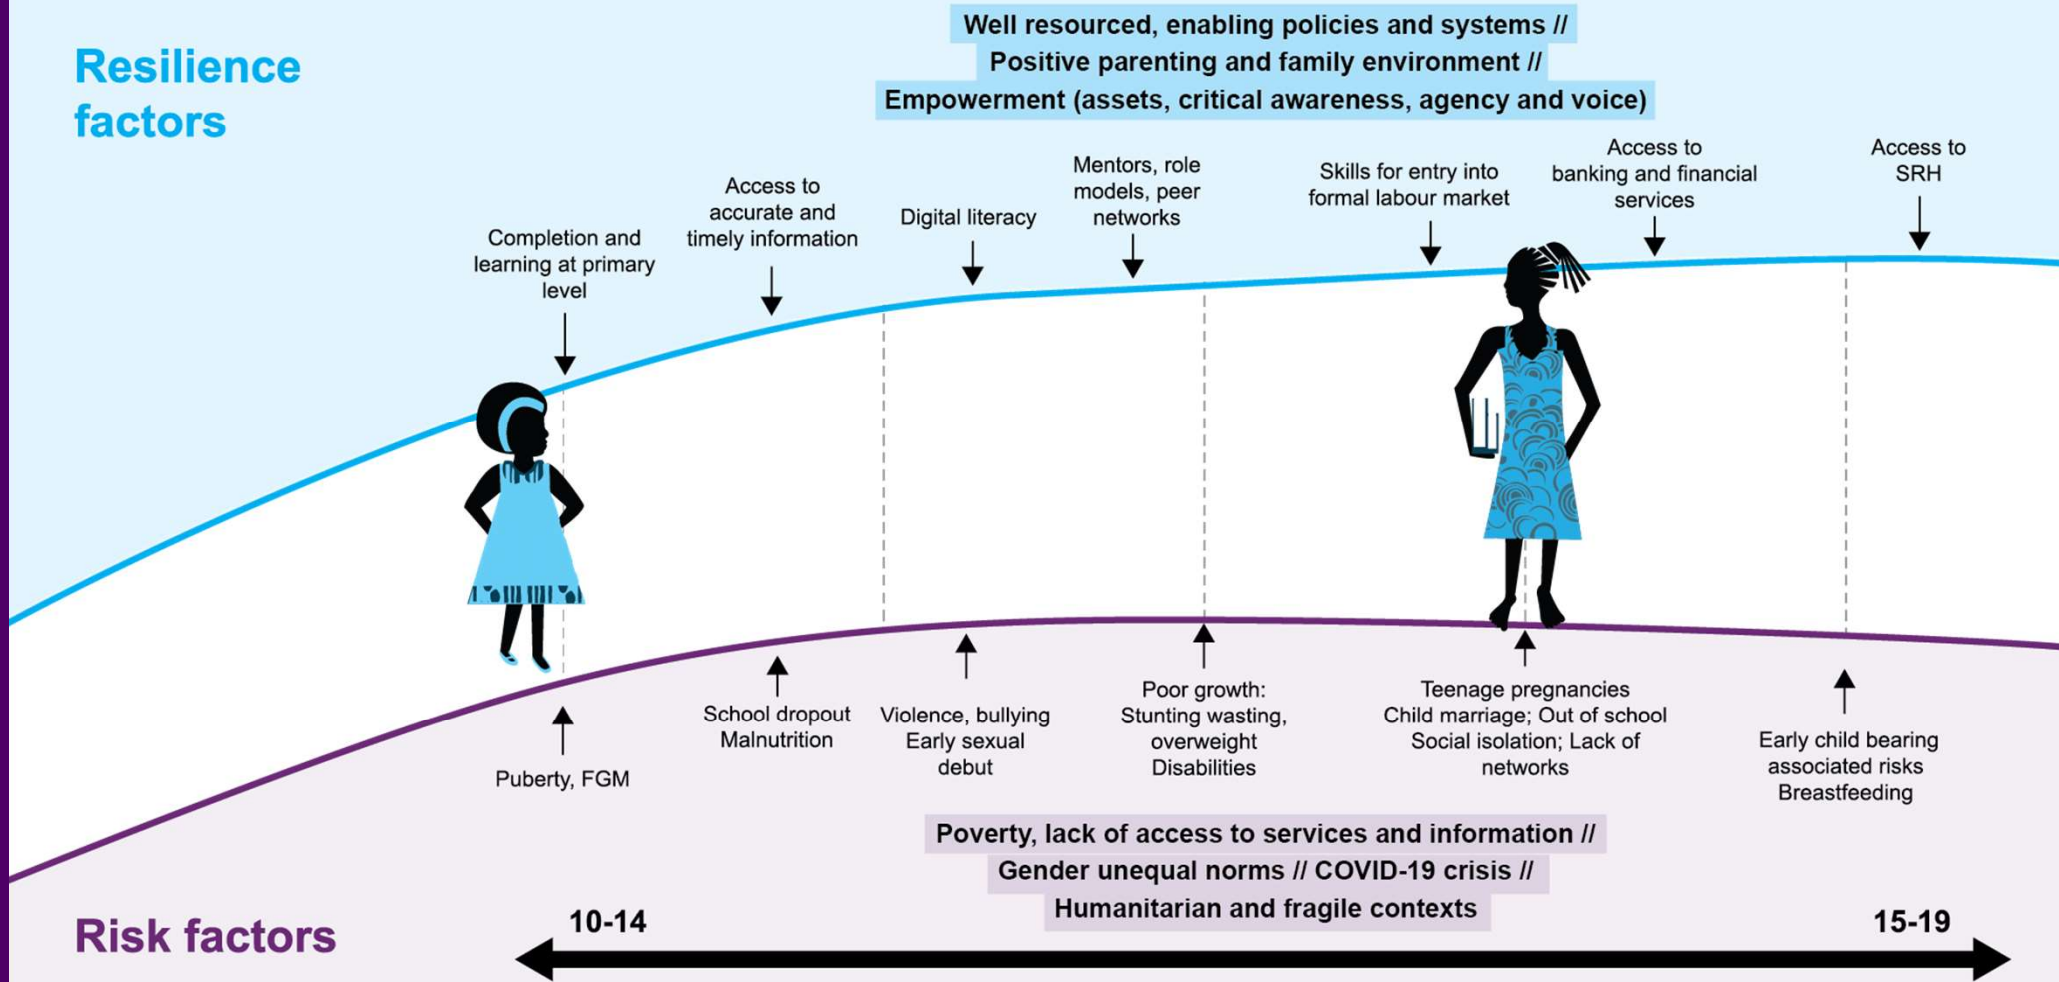 Resilience
factors
Well resourced, enabling policies and systems //
Positive parenting and family environment //
Empowerment (assets, critical awareness, agency and voice)
Completion and
learning at primary
level
Access to
accurate and
timely information
Digital literacy
Mentors, role
models, peer
networks
Skills for entry into
formal labour market
Access to
banking and financial
services
Access to
SRH
Puberty, FGM
School dropout
Malnutrition
Violence, bullying
Early sexual
debut
Poor growth:
Stunting wasting,
overweight
Disabilities
Teenage pregnancies
Child marriage; Out of school
Social isolation; Lack of
networks
Early child bearing
associated risks
Breastfeeding
Poverty, lack of access to services and information //
Gender unequal norms // COVID-19 crisis //
Humanitarian and fragile contexts
Risk factors
10-14
15-19